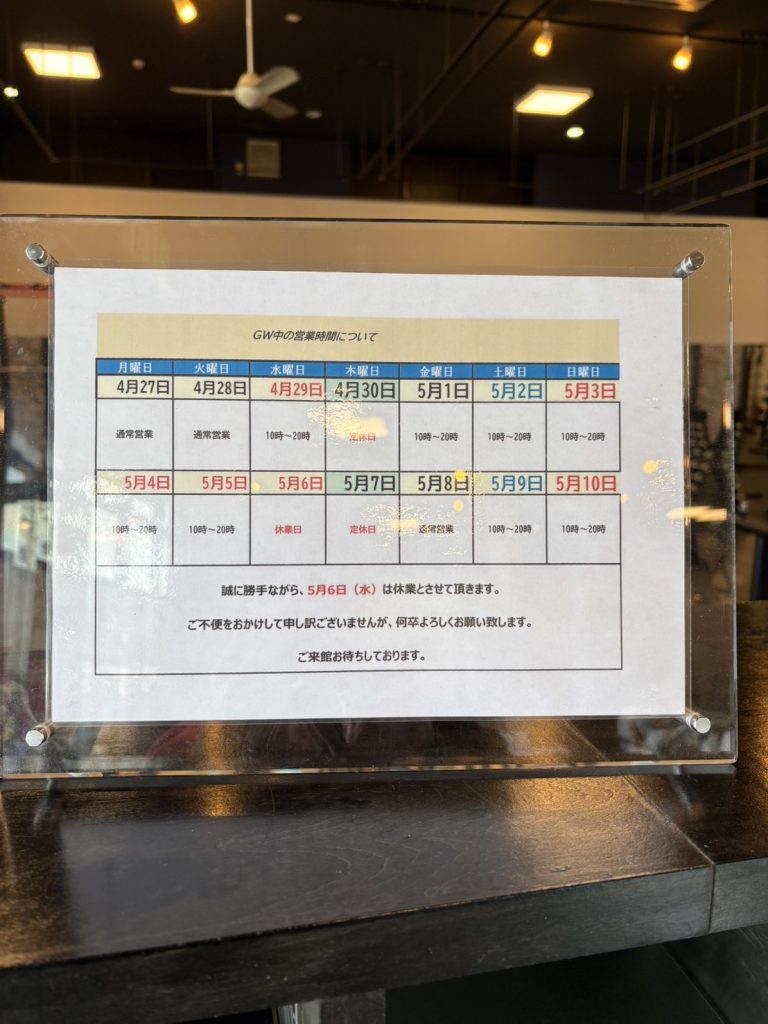 GW中の営業時間について
月曜日 火曜日 水曜日 木曜日 金曜日 土曜日 日曜日
4月27日 4月28日 4月29日 4月30日 5月1日 5月2日 5月3日
通常営業 通常営業 10時～20時 定休日 10時～20時 10時～20時 10時～20時
5月4日 5月5日 5月6日 5月7日 5月8日 5月9日 5月10日
10時～20時 10時～20時 休業日 定休日 通常営業 10時～20時 10時～20時
誠に勝手ながら、5月6日（水）は休業とさせて頂きます。
ご不便をおかけして申し訳ございませんが、何卒よろしくお願い致します。
ご来館お待ちしております。